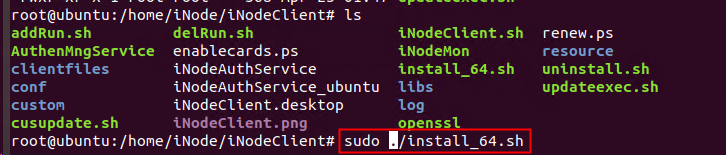 root@ubuntu:/home/iNode/iNodeClient# ls
addRun.sh delRun.sh iNodeClient.sh renew.ps
AuthenMngService enablecards.ps iNodeMon resource
clientfiles iNodeAuthService install_64.sh uninstall.sh
conf iNodeAuthService_ubuntu libs updateexec.sh
custom iNodeClient.desktop log
cusupdate.sh iNodeClient.png openssl
root@ubuntu:/home/iNode/iNodeClient# sudo ./install_64.sh